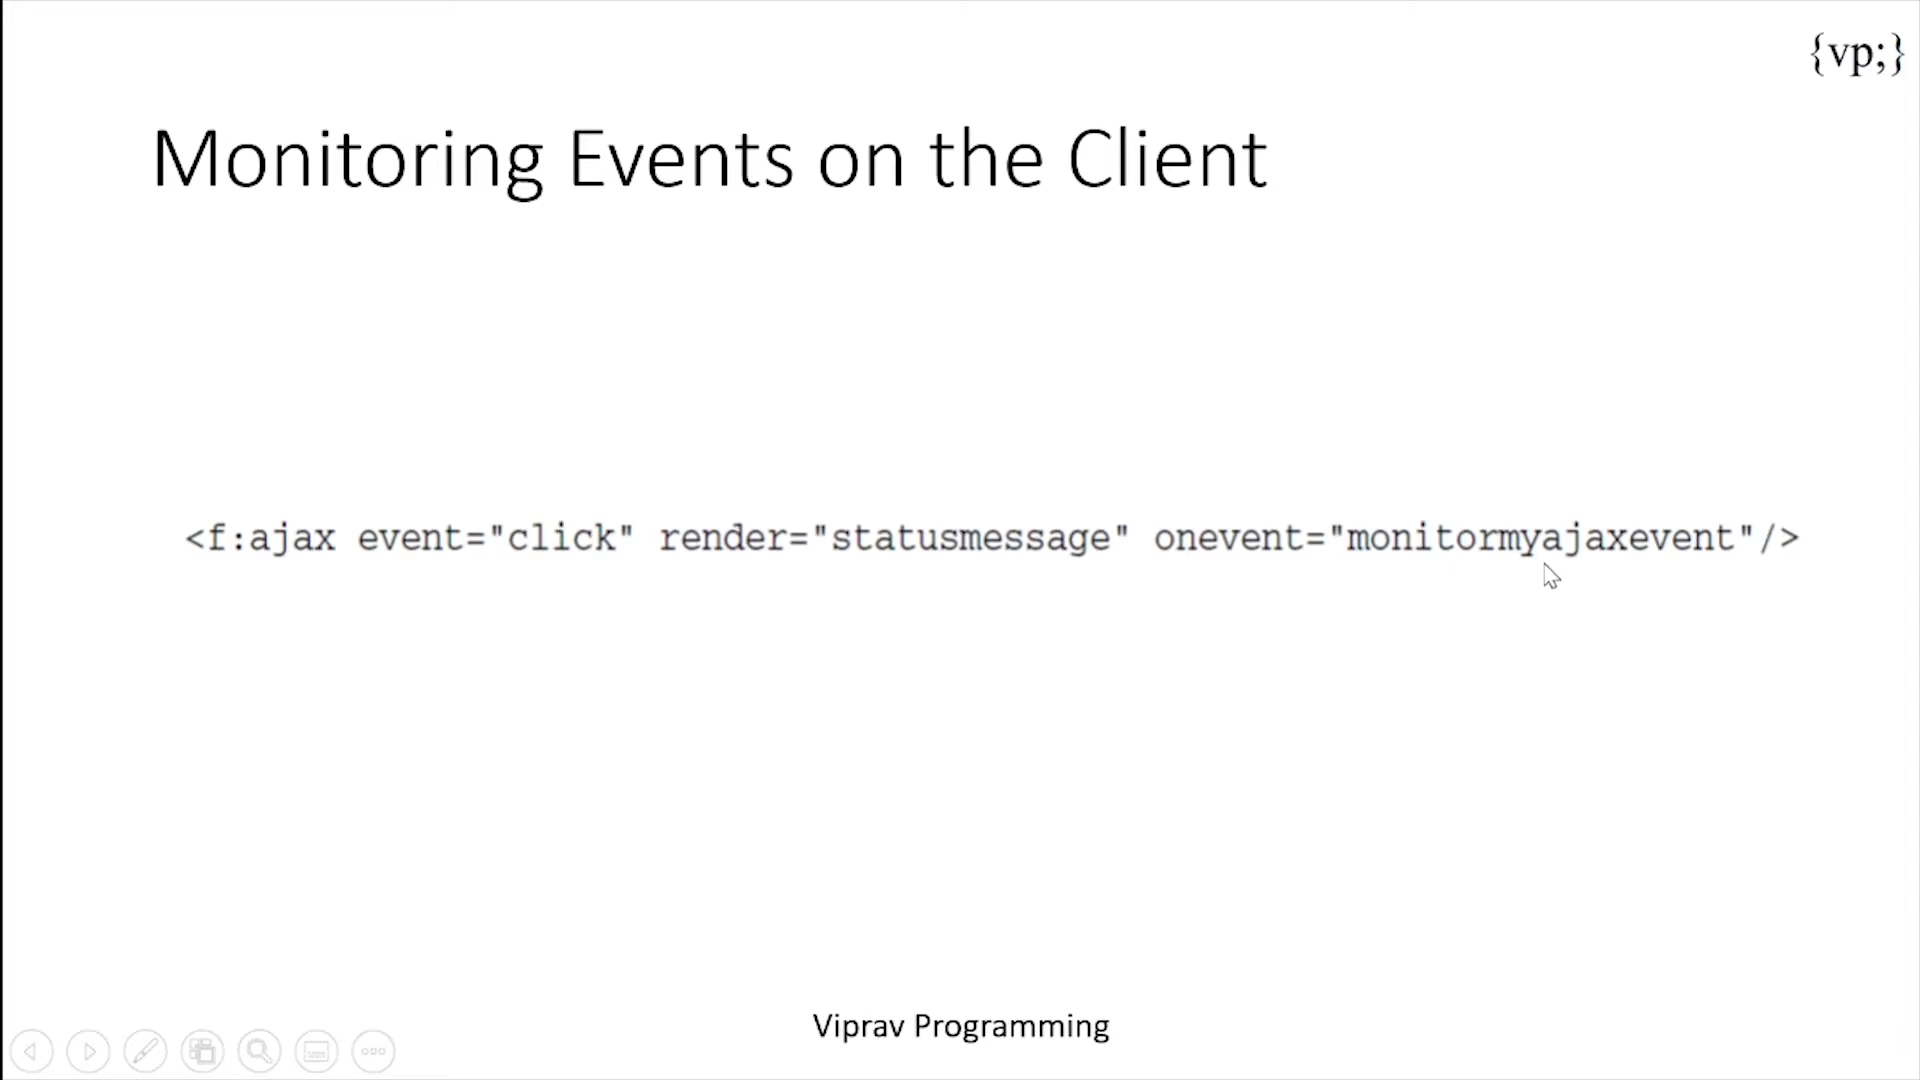 {vp;}
Monitoring Events on the Client
<f:ajax event="click" render="statusmessage" onevent="monitormyajaxevent"/>
Viprav Programming